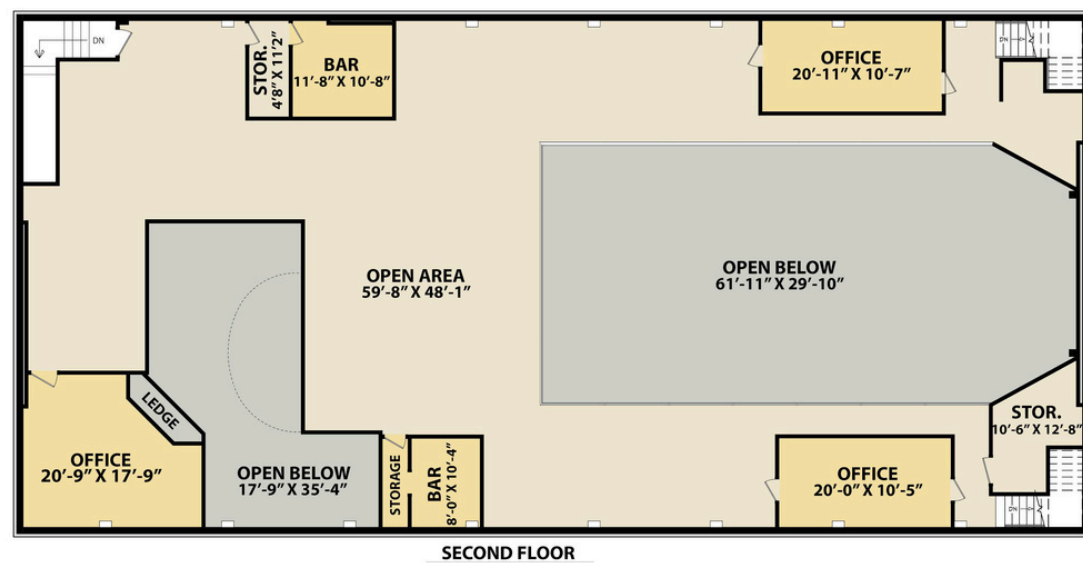 DN
STOR.
4'8" X 11'2"
BAR
11'-8" X 10'-8"
OFFICE
20'-11" X 10'-7"
DN
OPEN AREA
59'-8" X 48'-1"
OPEN BELOW
61'-11" X 29'-10"
LEDGE
OFFICE
20'-9" X 17'-9"
OPEN BELOW
17'-9" X 35'-4"
STORAGE
BAR
8'-0" X 10'-4"
OFFICE
20'-0" X 10'-5"
STOR.
10'-6" X 12'-8"
DN
SECOND FLOOR